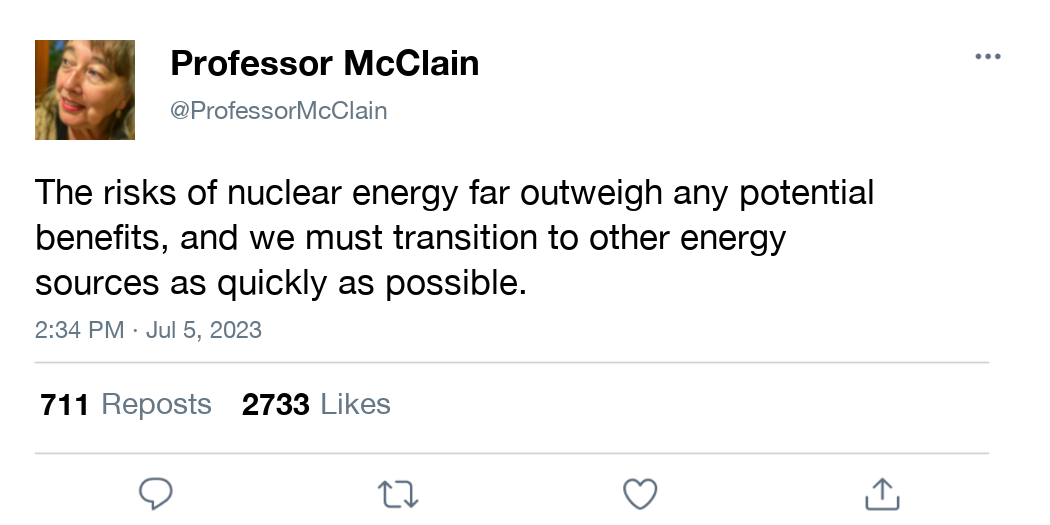 Professor McClain
@ProfessorMcClain
The risks of nuclear energy far outweigh any potential
benefits, and we must transition to other energy
sources as quickly as possible.
2:34 PM · Jul 5, 2023
711 Reposts 2733 Likes